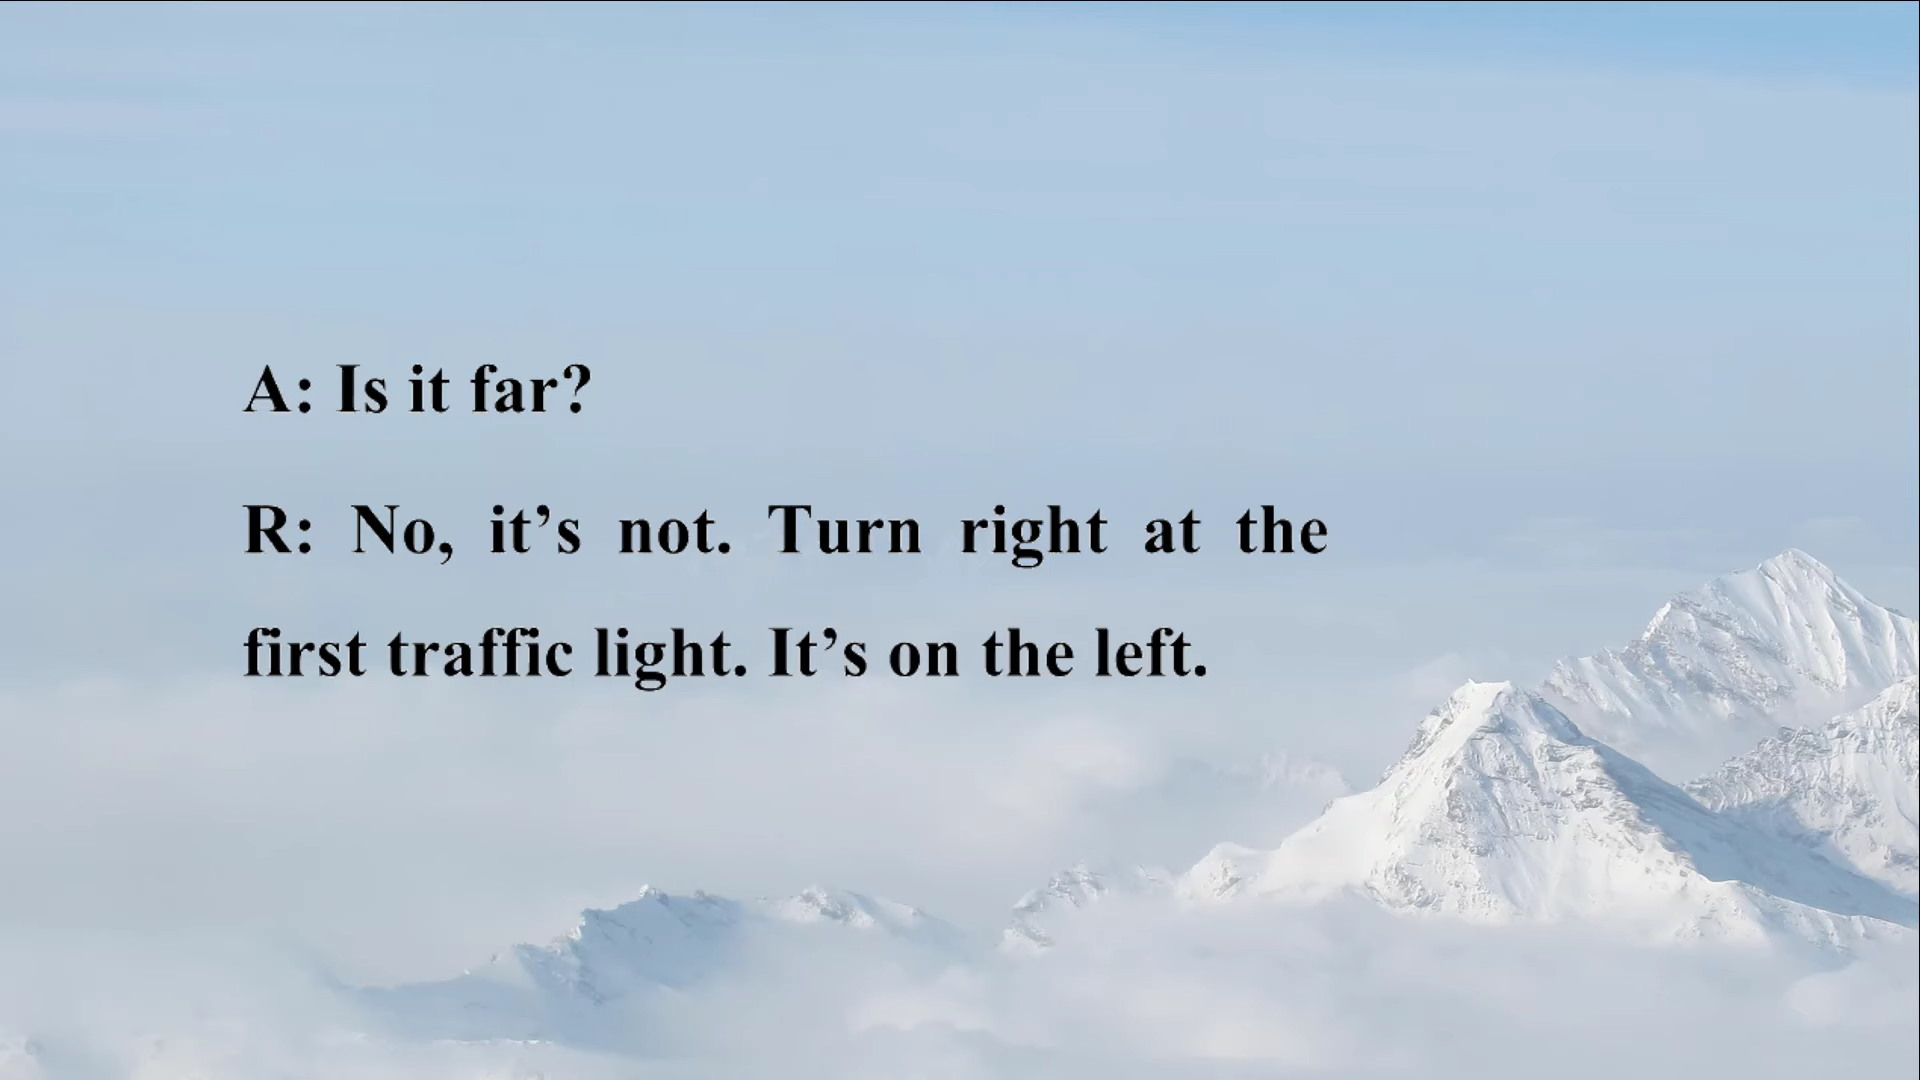 A: Is it far?
R: No, it’s not. Turn right at the
first traffic light. It’s on the left.